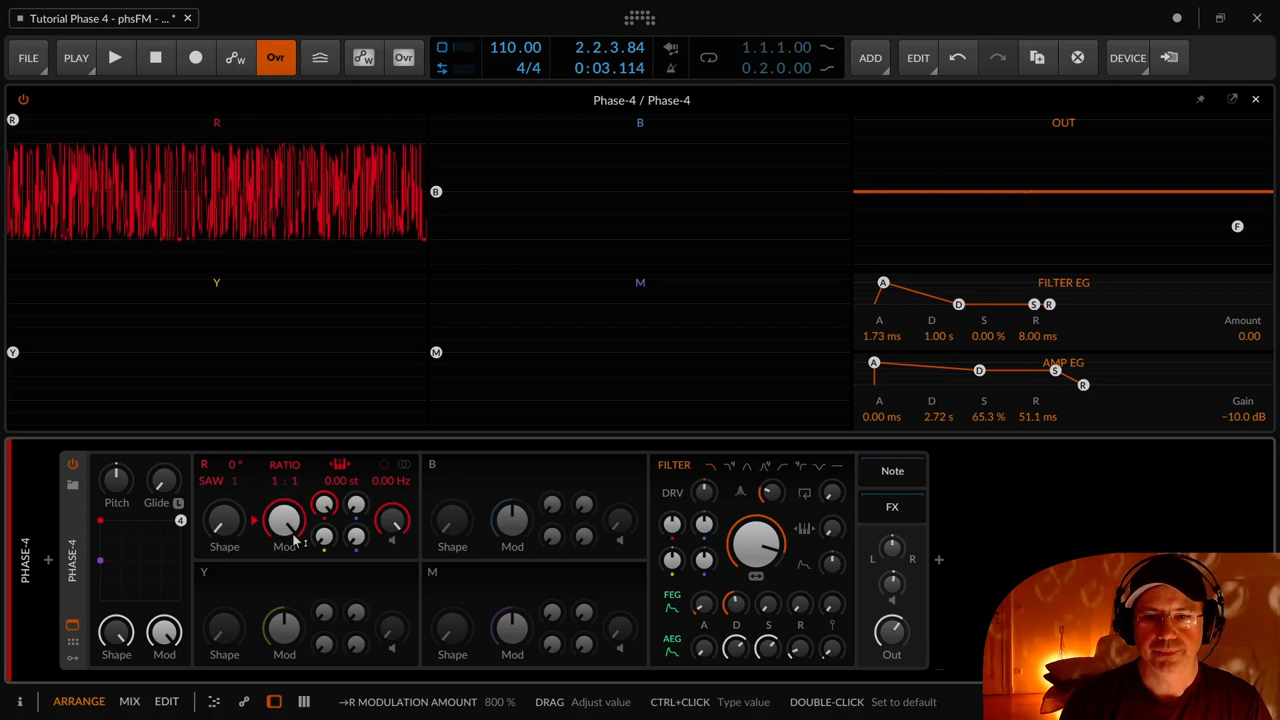 Tutorial Phase 4 - phsFM - ... *
FILE
PLAY
Ovr
Ovr
110.00
4/4
2.2.3.84
0:03.114
1.1.1.00
0.2.0.00
ADD
EDIT
DEVICE
Phase-4 / Phase-4
R
R
B
B
OUT
F
Y
Y
M
M
FILTER EG
A D S R
A D S R Amount
1.73 ms 1.00 s 0.00 % 8.00 ms 0.00
AMP EG
A D S R
A D S R Gain
0.00 ms 2.72 s 65.3 % 51.1 ms −10.0 dB
PHASE-4
PHASE-4
Pitch Glide L
4
Shape Mod
R 0° RATIO
SAW 1 1 : 1 0.00 st 0.00 Hz
Shape Mod
B
Shape Mod
Y
Shape Mod
M
Shape Mod
FILTER
DRV
FEG
A D S R
AEG
Note
FX
L R
Out
i
ARRANGE MIX EDIT
→R MODULATION AMOUNT 800 % DRAG Adjust value CTRL+CLICK Type value DOUBLE-CLICK Set to default